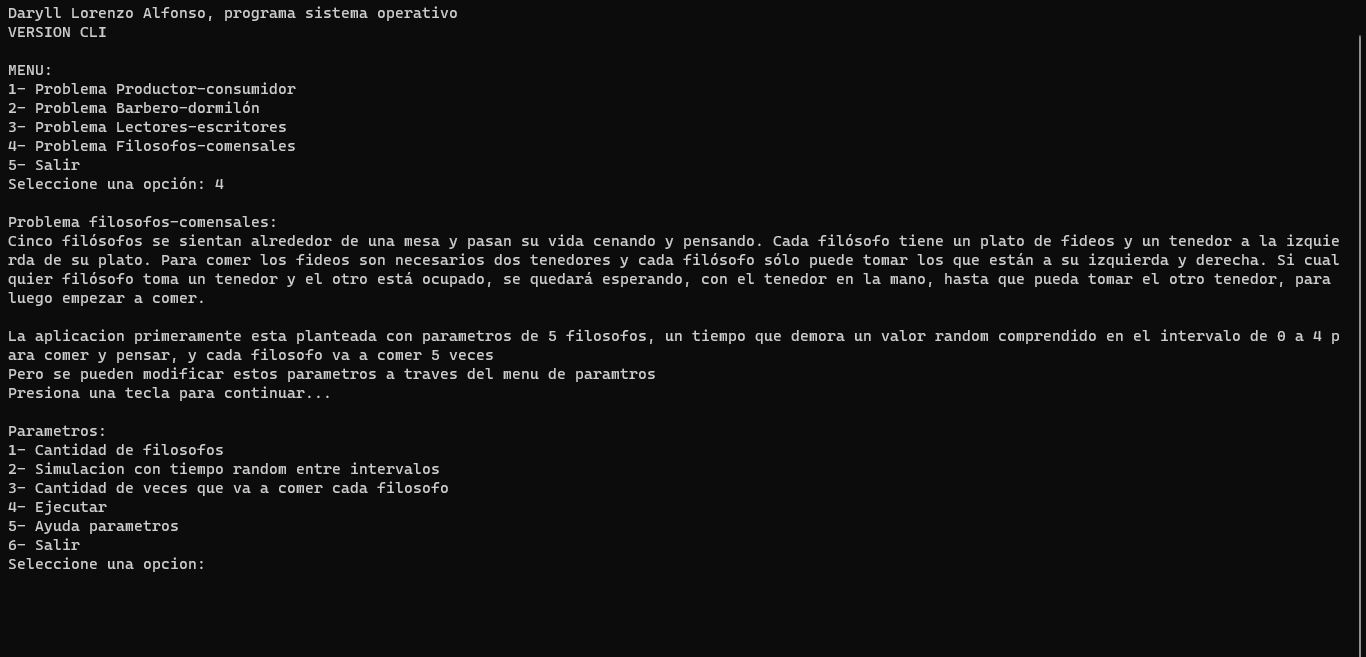 Daryll Lorenzo Alfonso, programa sistema operativo
VERSION CLI
MENU:
1- Problema Productor-consumidor
2- Problema Barbero-dormilón
3- Problema Lectores-escritores
4- Problema Filosofos-comensales
5- Salir
Seleccione una opción: 4
Problema filosofos-comensales:
Cinco filósofos se sientan alrededor de una mesa y pasan su vida cenando y pensando. Cada filósofo tiene un plato de fideos y un tenedor a la izquie
rda de su plato. Para comer los fideos son necesarios dos tenedores y cada filósofo sólo puede tomar los que están a su izquierda y derecha. Si cual
quier filósofo toma un tenedor y el otro está ocupado, se quedará esperando, con el tenedor en la mano, hasta que pueda tomar el otro tenedor, para
luego empezar a comer.
La aplicacion primeramente esta planteada con parametros de 5 filosofos, un tiempo que demora un valor random comprendido en el intervalo de 0 a 4 p
ara comer y pensar, y cada filosofo va a comer 5 veces
Pero se pueden modificar estos parametros a traves del menu de paramtros
Presiona una tecla para continuar...
Parametros:
1- Cantidad de filosofos
2- Simulacion con tiempo random entre intervalos
3- Cantidad de veces que va a comer cada filosofo
4- Ejecutar
5- Ayuda parametros
6- Salir
Seleccione una opcion: